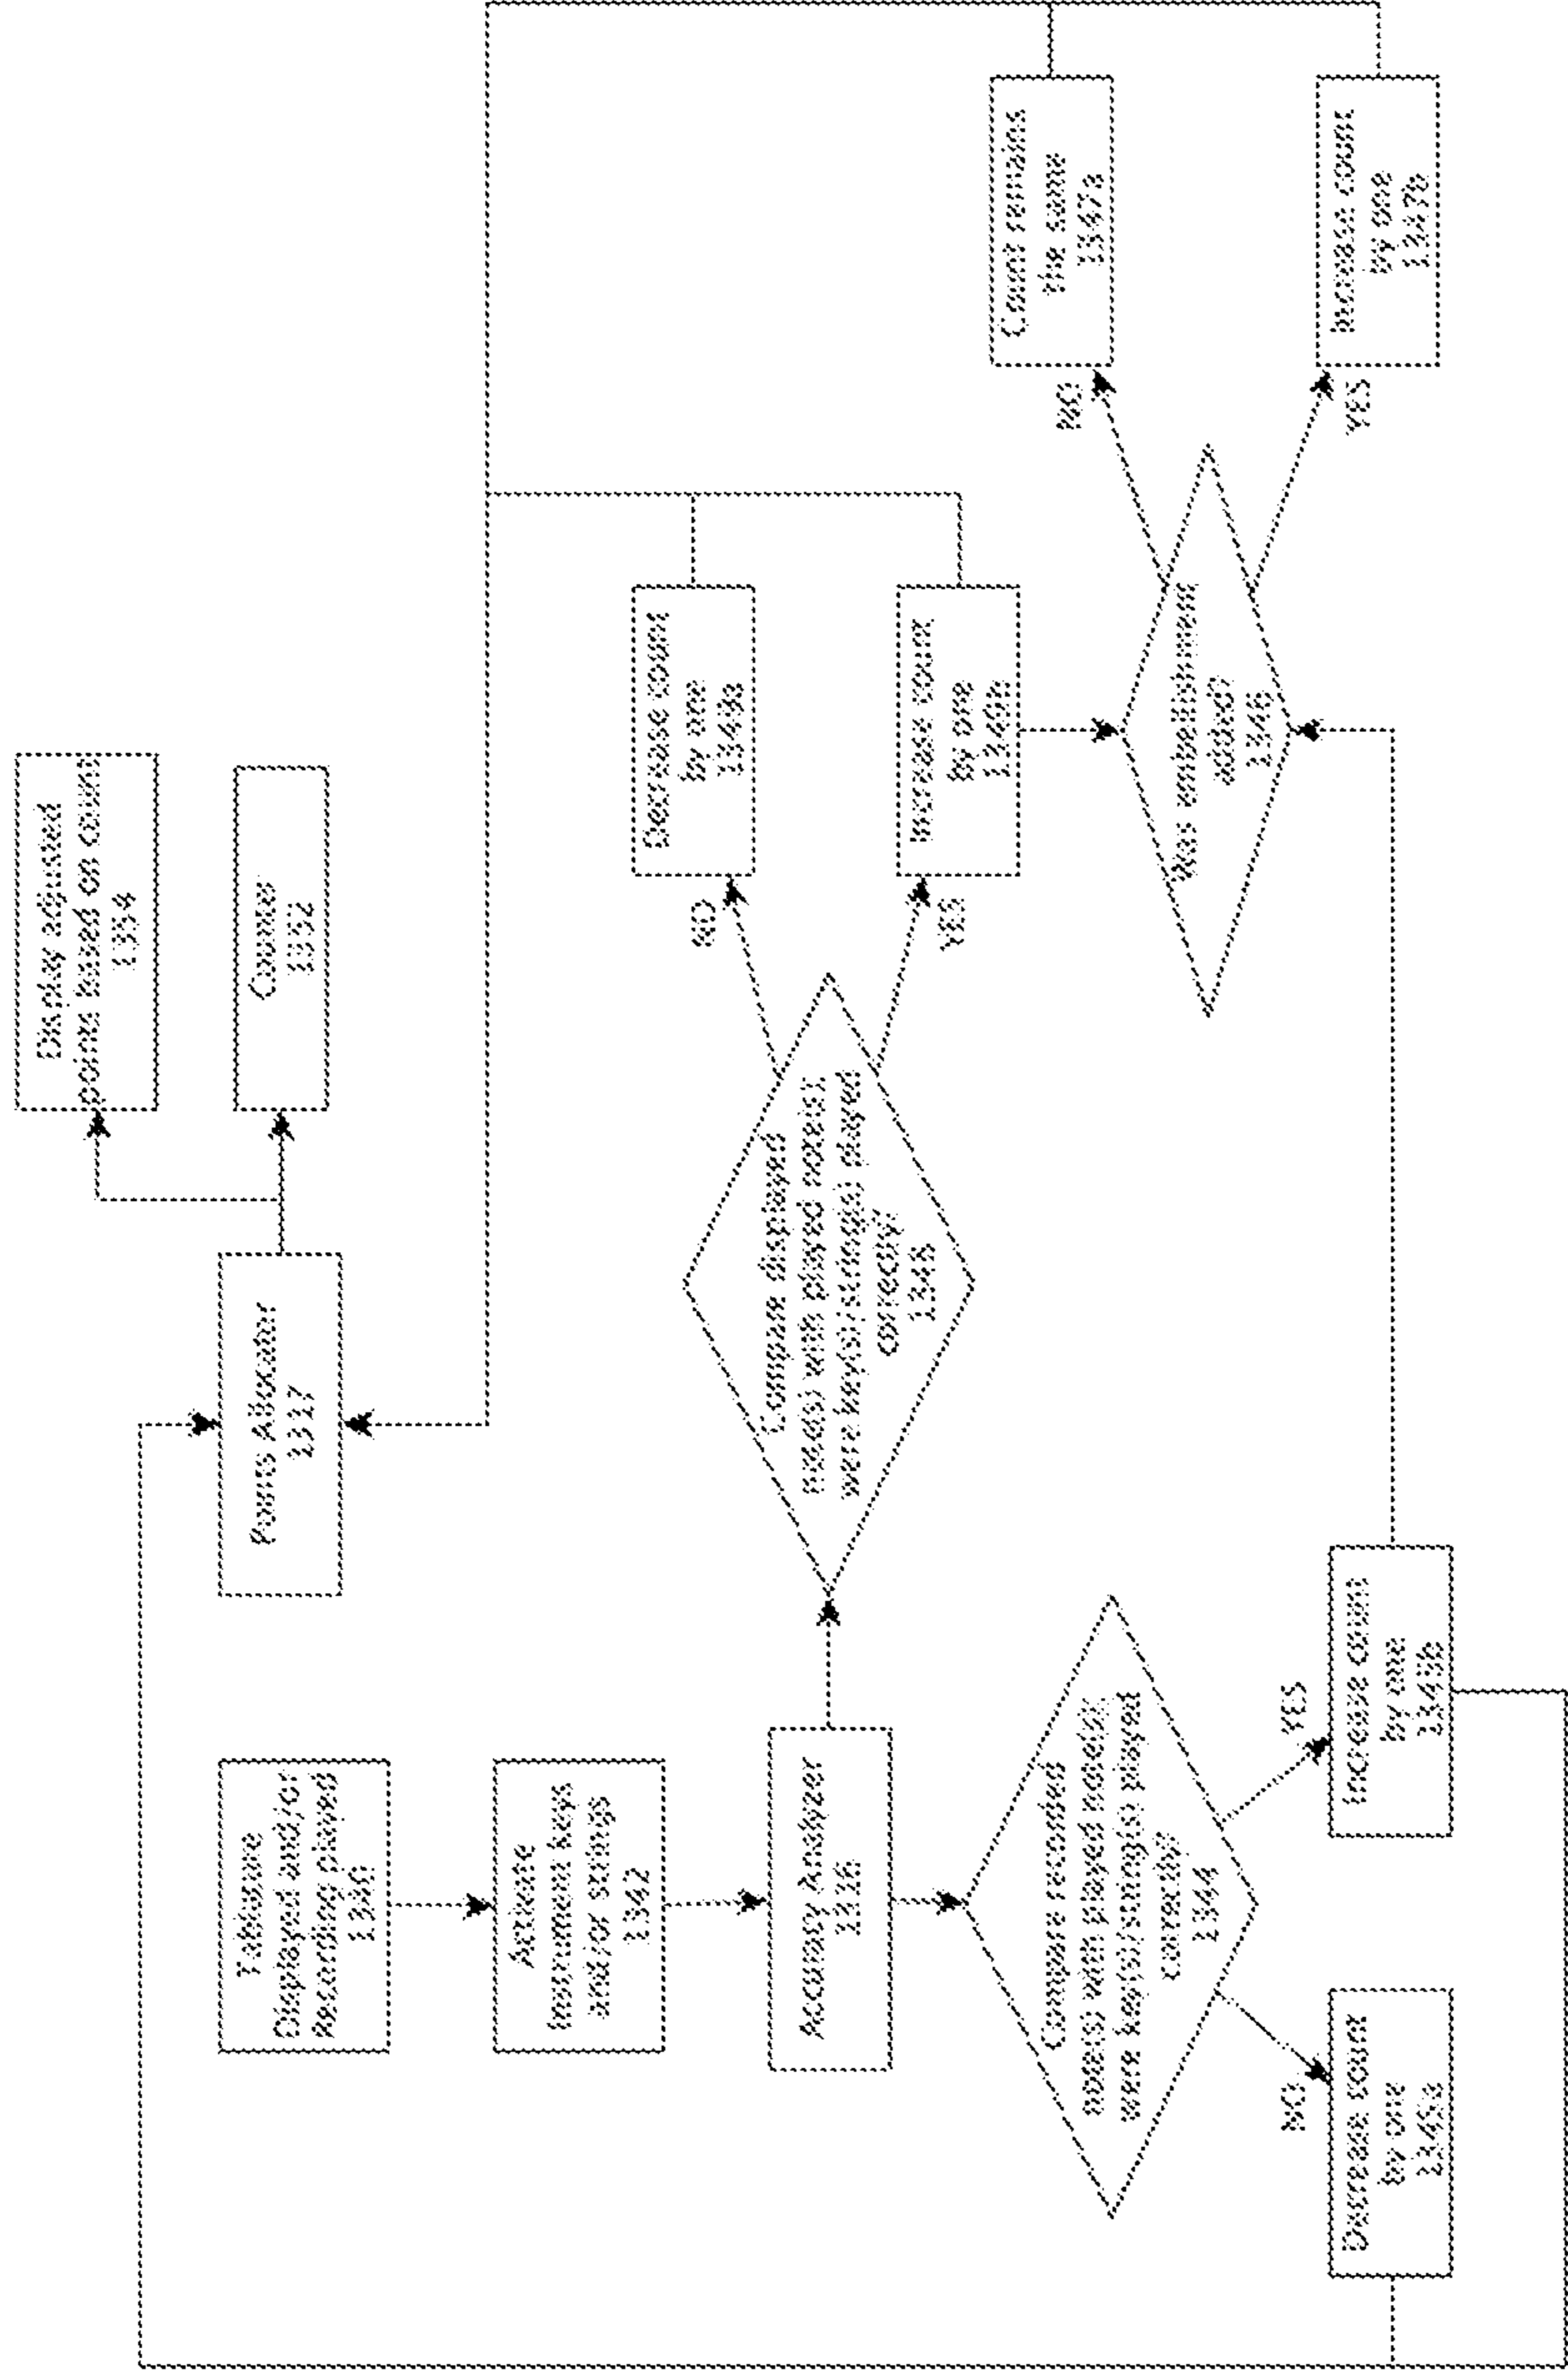 Tablature
Displayed and/or
Recording played
1340
Activate
Instrument keys
and/or strings
1342
Accuracy Analyzer
1316
Compare recorded
note(s) with played note(s);
were key(s)/string(s) played
correctly?
1344
NO
Decrease count
by one
1345a
YES
Increase count
by one
1345b
Points Allocator
1317
Display adjusted
points based on count
1354
Counter
1352
Compare displayed
note(s) with played note(s);
were key(s)/string(s) played
correctly?
1348
NO
Decrease count
by one
1349a
YES
Increase count
by one
1349b
Was embellishment
added?
1346
NO
Count remains
the same
1347a
YES
Increase count
by one
1347b